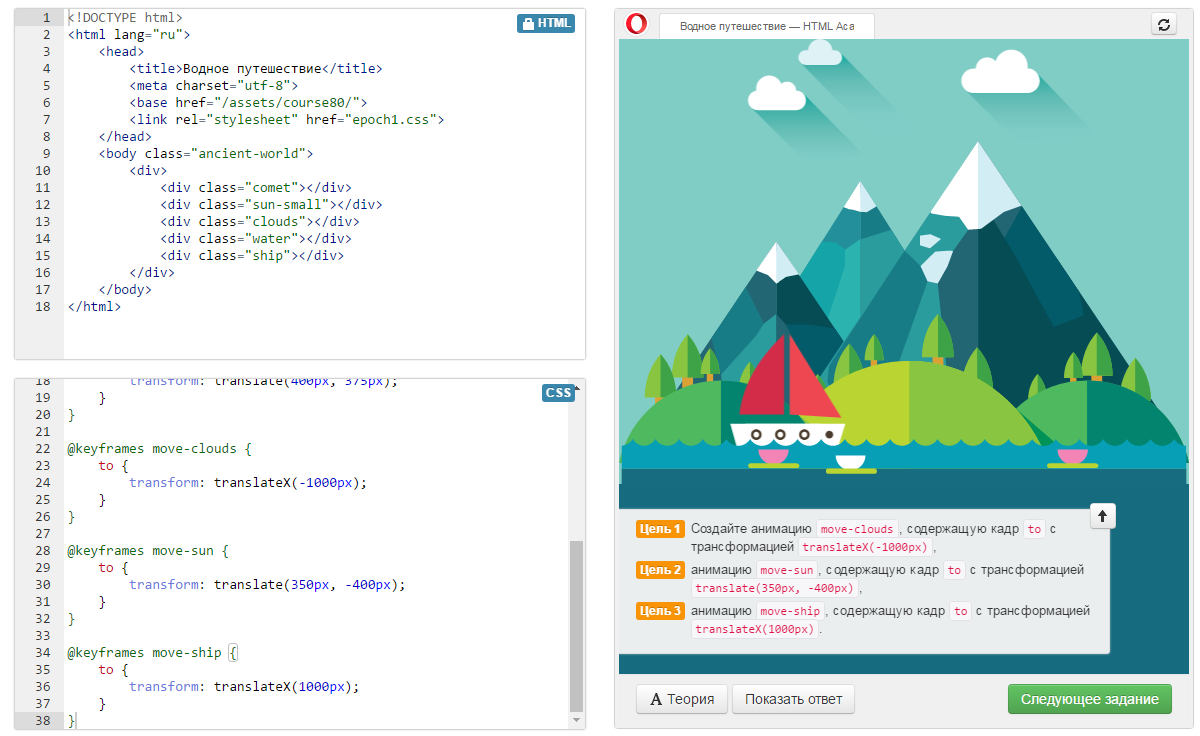 1 <!DOCTYPE html>
HTML
2 <html lang="ru">
3 <head>
4 <title>Водное путешествие</title>
5 <meta charset="utf-8">
6 <base href="/assets/course80/">
7 <link rel="stylesheet" href="epoch1.css">
8 </head>
9 <body class="ancient-world">
10 <div>
11 <div class="comet"></div>
12 <div class="sun-small"></div>
13 <div class="clouds"></div>
14 <div class="water"></div>
15 <div class="ship"></div>
16 </div>
17 </body>
18 </html>
18 transform: translate(400px, 375px);
CSS
19 }
20 }
21
22 @keyframes move-clouds {
23 to {
24 transform: translateX(-1000px);
25 }
26 }
27
28 @keyframes move-sun {
29 to {
30 transform: translate(350px, -400px);
31 }
32 }
33
34 @keyframes move-ship {
35 to {
36 transform: translateX(1000px);
37 }
38 }
Водное путешествие — HTML Aca
Цель 1 Создайте анимацию move-clouds, содержащую кадр to с
трансформацией translateX(-1000px),
Цель 2 анимацию move-sun, содержащую кадр to с трансформацией
translate(350px, -400px),
Цель 3 анимацию move-ship, содержащую кадр to с трансформацией
translateX(1000px).
A Теория
Показать ответ
Следующее задание